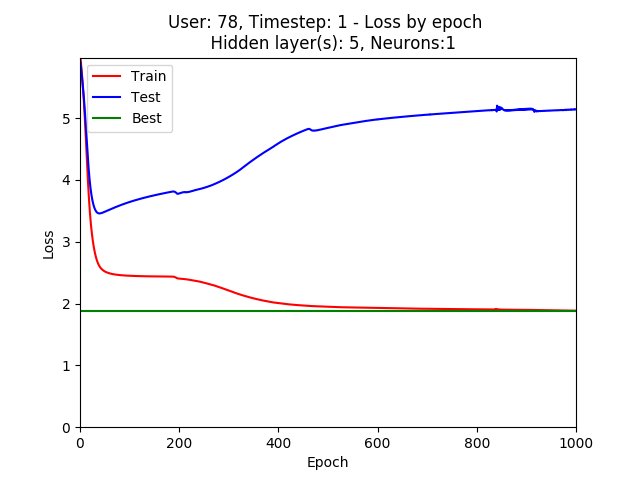 User: 78, Timestep: 1 - Loss by epoch
Hidden layer(s): 5, Neurons:1
Train
Test
Best
5
4
3
2
1
0
Loss
0 200 400 600 800 1000
Epoch